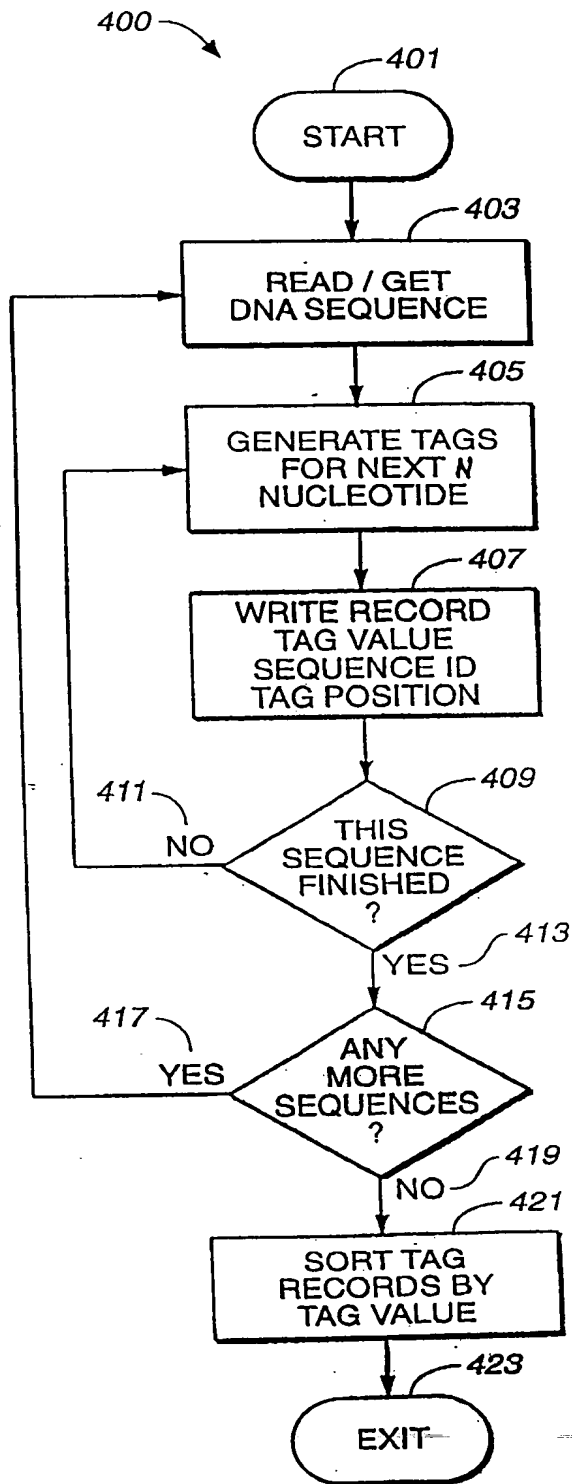 400
401
START
403
READ / GET
DNA SEQUENCE
405
GENERATE TAGS
FOR NEXT N
NUCLEOTIDE
407
WRITE RECORD
TAG VALUE
SEQUENCE ID
TAG POSITION
409
411
NO
THIS
SEQUENCE
FINISHED
?
413
YES
415
417
YES
ANY
MORE
SEQUENCES
?
419
NO
421
SORT TAG
RECORDS BY
TAG VALUE
423
EXIT